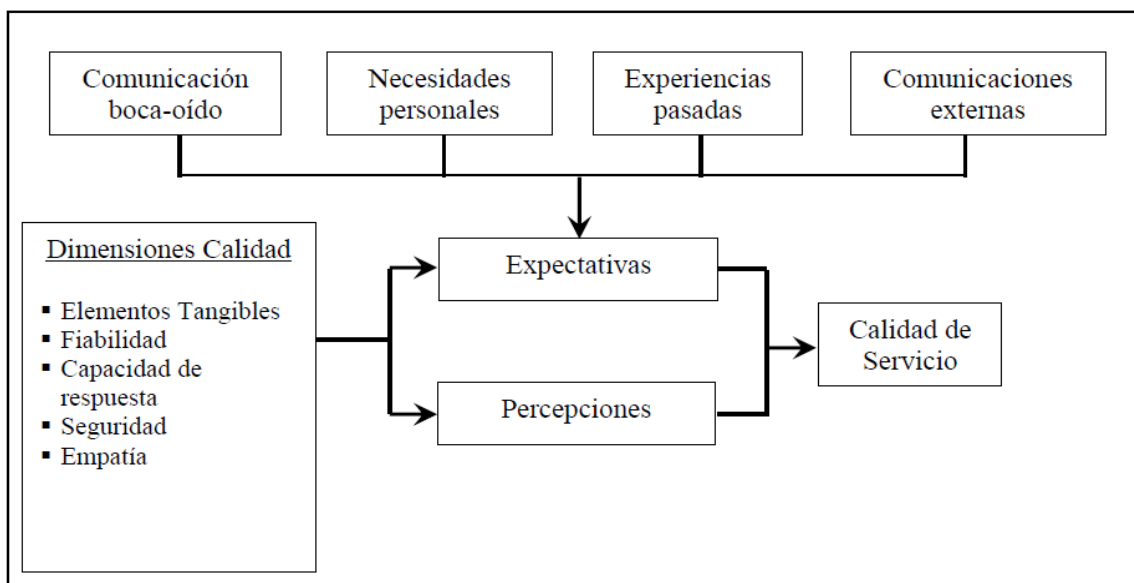 Comunicación
boca-oído
Necesidades
personales
Experiencias
pasadas
Comunicaciones
externas
Dimensiones Calidad
▪ Elementos Tangibles
▪ Fiabilidad
▪ Capacidad de
respuesta
▪ Seguridad
▪ Empatía
Expectativas
Percepciones
Calidad de
Servicio